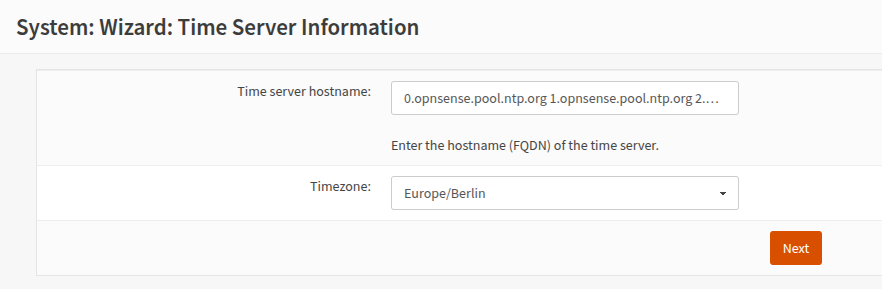 System: Wizard: Time Server Information
Time server hostname:
0.opnsense.pool.ntp.org 1.opnsense.pool.ntp.org 2.…
Enter the hostname (FQDN) of the time server.
Timezone:
Europe/Berlin
Next